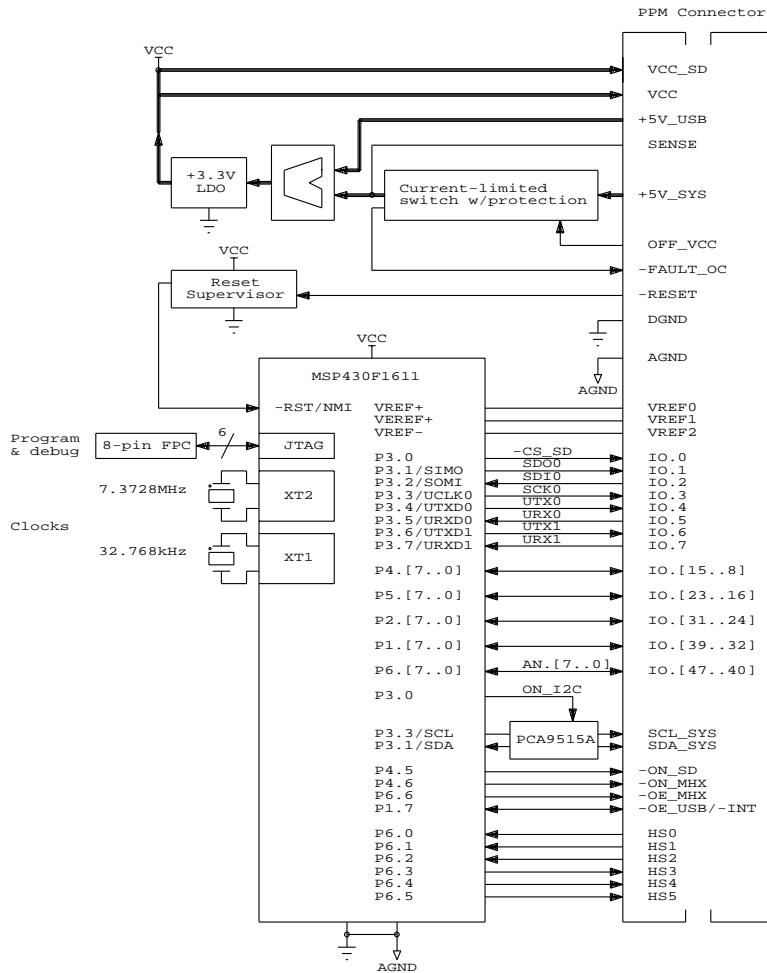 PPM Connector
VCC
VCC_SD
VCC
+5V_USB
SENSE
+3.3V
LDO
Current-limited
switch w/protection
+5V_SYS
OFF_VCC
VCC
-FAULT_OC
Reset
Supervisor
-RESET
DGND
VCC
AGND
MSP430F1611
AGND
-RST/NMI
VREF+
VREF0
VEREF+
VREF1
VREF-
VREF2
Program
& debug
8-pin FPC
6
JTAG
P3.0
-CS_SD
IO.0
P3.1/SIMO
SDO0
IO.1
P3.2/SOMI
SDI0
IO.2
7.3728MHz
XT2
P3.3/UCLK0
SCK0
IO.3
P3.4/UTXD0
UTX0
IO.4
P3.5/URXD0
URX0
IO.5
Clocks
P3.6/UTXD1
UTX1
IO.6
P3.7/URXD1
URX1
IO.7
32.768kHz
XT1
P4.[7..0]
IO.[15..8]
P5.[7..0]
IO.[23..16]
P2.[7..0]
IO.[31..24]
P1.[7..0]
IO.[39..32]
P6.[7..0]
AN.[7..0]
IO.[47..40]
P3.0
ON_I2C
P3.3/SCL
PCA9515A
SCL_SYS
P3.1/SDA
SDA_SYS
P4.5
-ON_SD
P4.6
-ON_MHX
P6.6
-OE_MHX
P1.7
-OE_USB/-INT
P6.0
HS0
P6.1
HS1
P6.2
HS2
P6.3
HS3
P6.4
HS4
P6.5
HS5
AGND